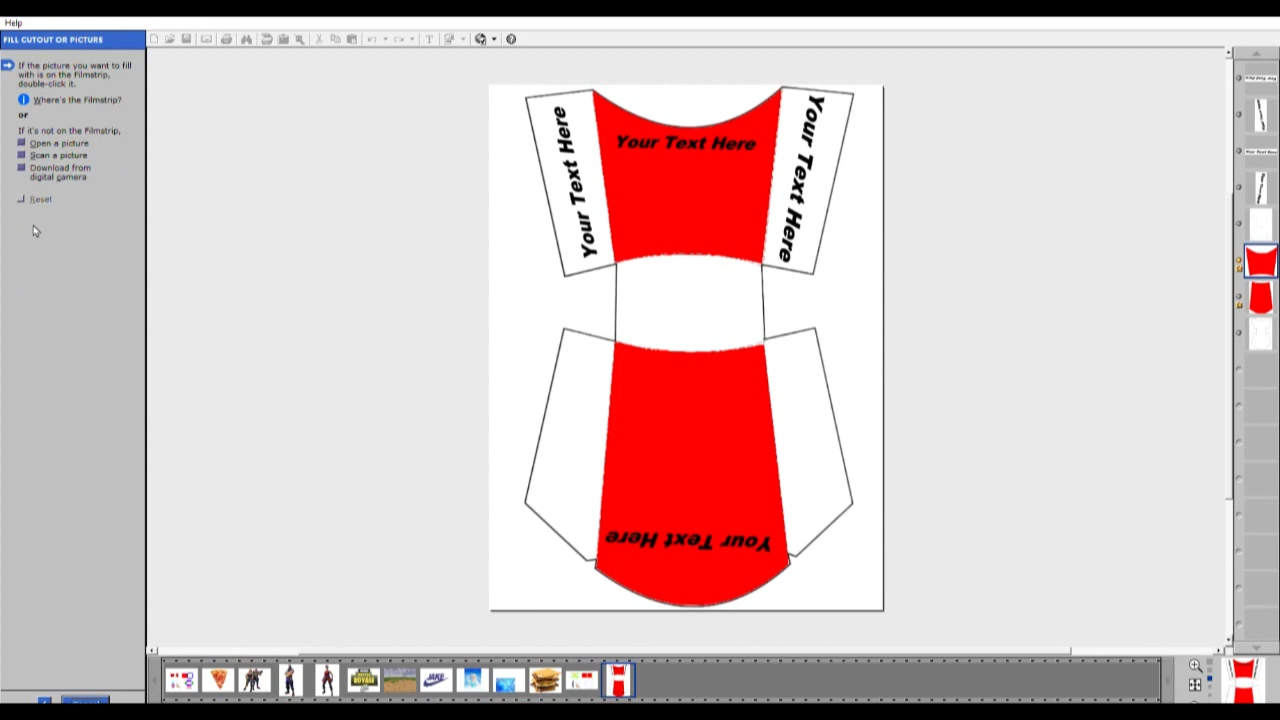 Help
FILL CUTOUT OR PICTURE
If the picture you want to fill
with is on the Filmstrip,
double-click it.
Where's the Filmstrip?
or
If it's not on the Filmstrip,
Open a picture
Scan a picture
Download from
digital camera
Reset
Your Text Here
Your Text Here
Your Text Here
Your Text Here